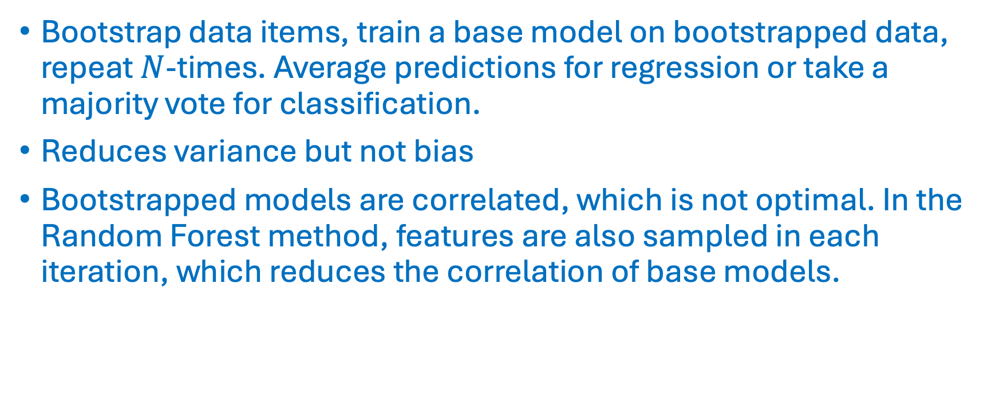 • Bootstrap data items, train a base model on bootstrapped data,
repeat N-times. Average predictions for regression or take a
majority vote for classification.
• Reduces variance but not bias
• Bootstrapped models are correlated, which is not optimal. In the
Random Forest method, features are also sampled in each
iteration, which reduces the correlation of base models.